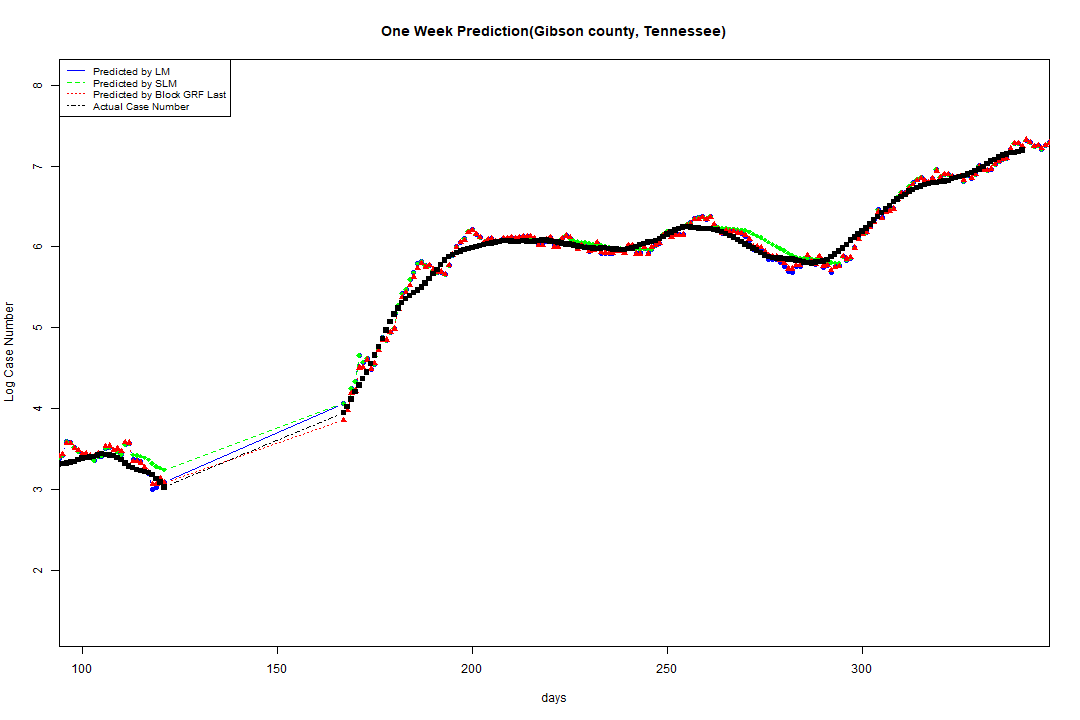 One Week Prediction(Gibson county, Tennessee)
Predicted by LM
Predicted by SLM
Predicted by Block GRF Last
Actual Case Number
8
7
6
5
4
3
2
Log Case Number
100 150 200 250 300
days